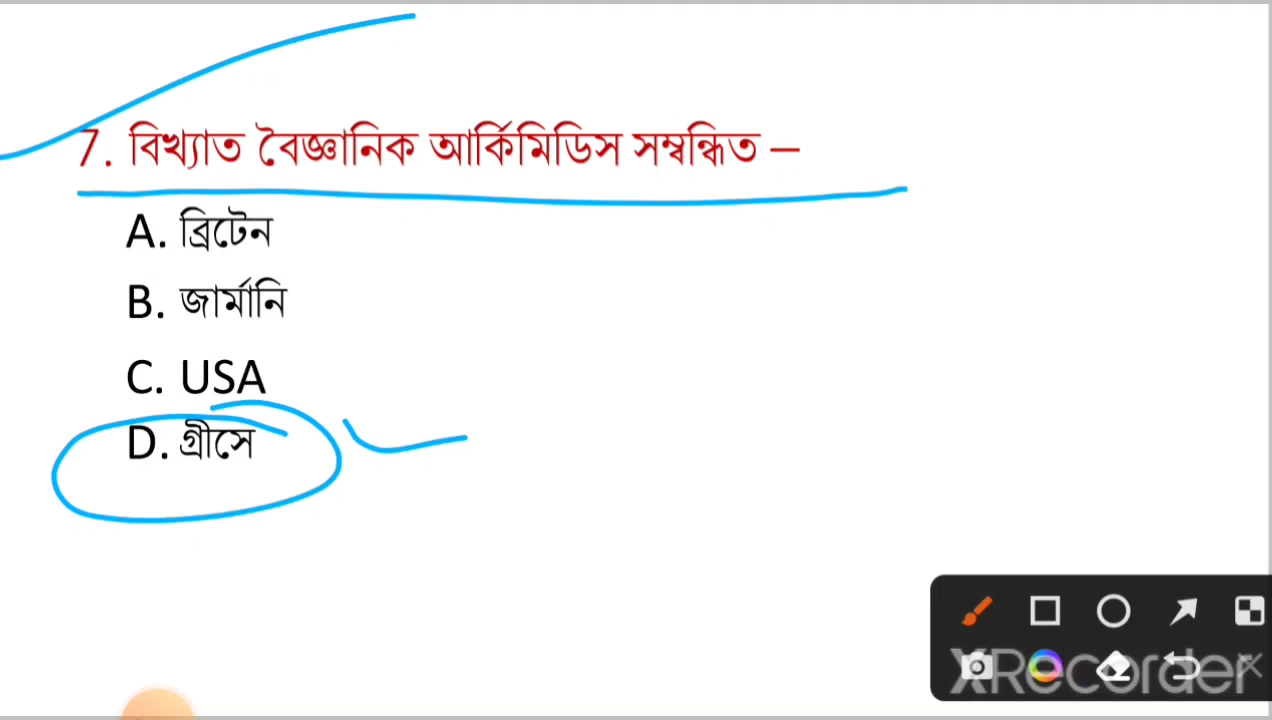 7. বিখ্যাত বৈজ্ঞানিক আর্কিমিডিস সম্বন্ধিত –
A. ব্রিটেন
B. জার্মানি
C. USA
D. গ্রীসে
XRecorder